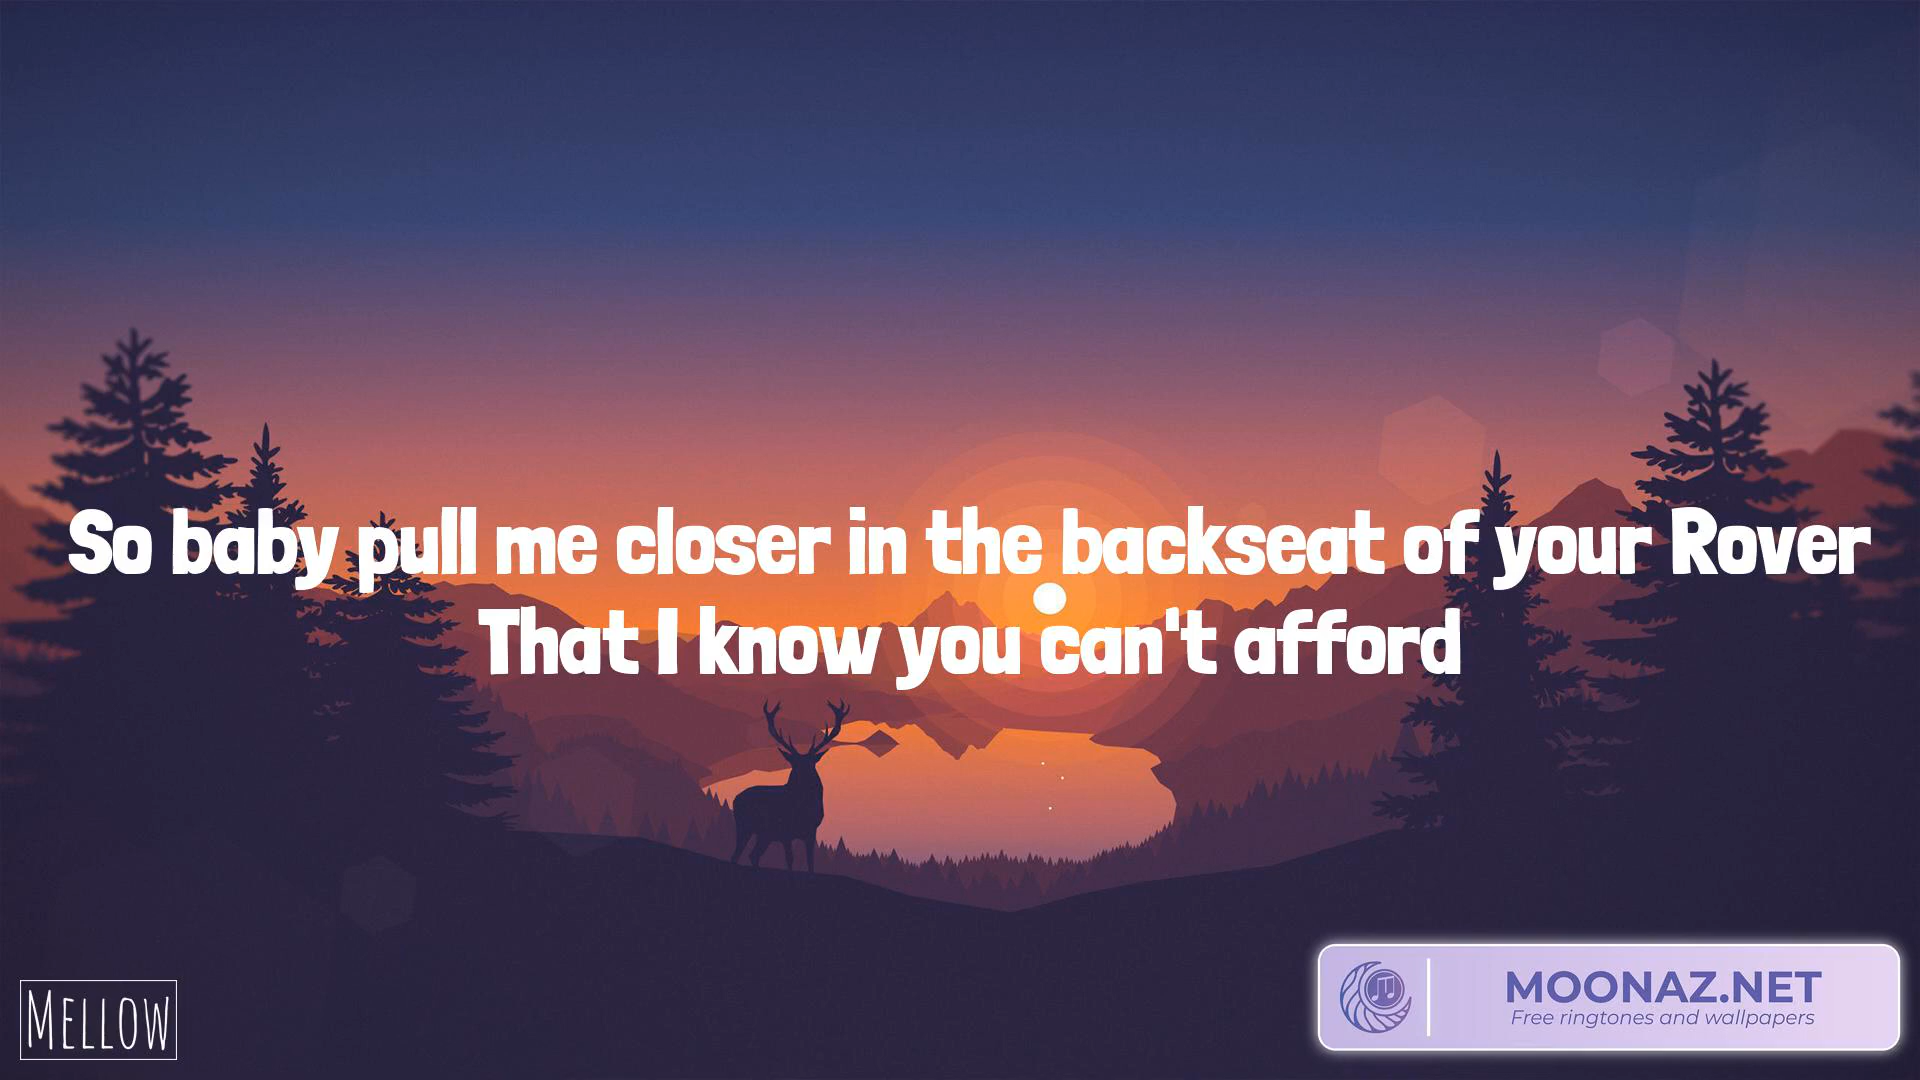 So baby pull me closer in the backseat of your Rover
That I know you can't afford
MELLOW
MOONAZ.NET
Free ringtones and wallpapers